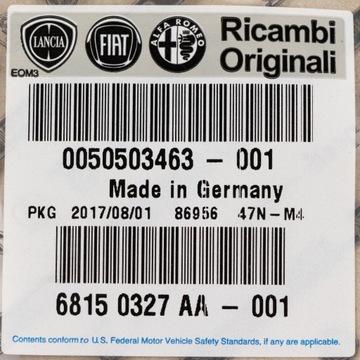 LANCIA FIAT ALFA ROMEO Ricambi
EOM3 Originali
0050503463 - 001
Made in Germany
PKG 2017/08/01 86956 47N-M4
6815 0327 AA - 001
Contents conform to U.S. Federal Motor Vehicle Safety Standards, if any are applicable.